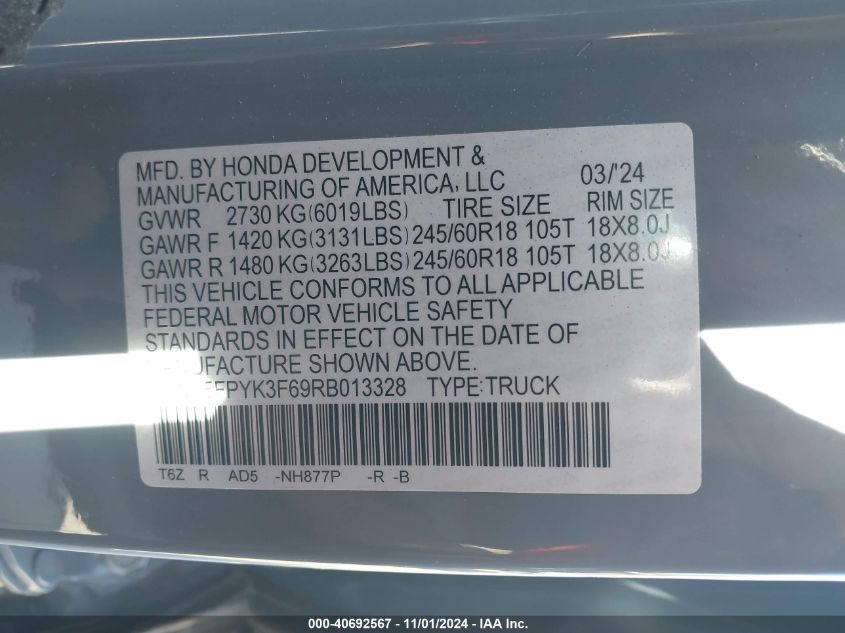 MFD. BY HONDA DEVELOPMENT &
MANUFACTURING OF AMERICA, LLC 03/'24
GVWR 2730 KG(6019LBS) TIRE SIZE RIM SIZE
GAWR F 1420 KG(3131LBS) 245/60R18 105T 18X8.0J
GAWR R 1480 KG(3263LBS) 245/60R18 105T 18X8.0J
THIS VEHICLE CONFORMS TO ALL APPLICABLE
FEDERAL MOTOR VEHICLE SAFETY
STANDARDS IN EFFECT ON THE DATE OF
MANUFACTURE SHOWN ABOVE.
5FPYK3F69RB013328 TYPE:TRUCK
T6Z R AD5 -NH877P -R -B
000-40692567 - 11/01/2024 - IAA Inc.